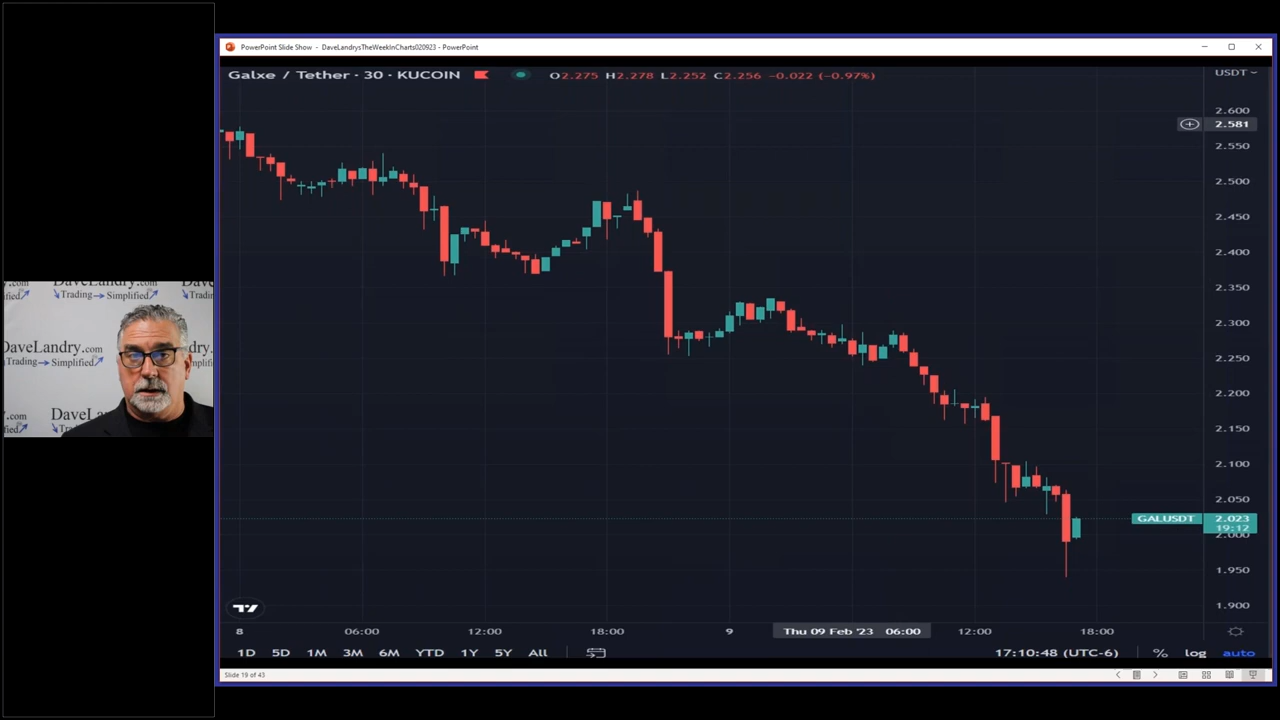 PowerPoint Slide Show - DaveLandrysTheWeekInCharts020923 - PowerPoint
Galxe / Tether · 30 · KUCOIN O2.275 H2.278 L2.252 C2.256 -0.022 (-0.97%)
USDT
2.600
2.581
2.550
2.500
2.450
2.400
2.350
2.300
2.250
2.200
2.150
2.100
2.050
GALUSDT 2.023
19:12
2.000
1.950
1.900
DaveLandry.com
Trading Simplified
DaveLandry.com
Trading Simplified
8 06:00 12:00 18:00 9 Thu 09 Feb '23 06:00 12:00 18:00
1D 5D 1M 3M 6M YTD 1Y 5Y All 17:10:48 (UTC-6) % log auto
Slide 19 of 43